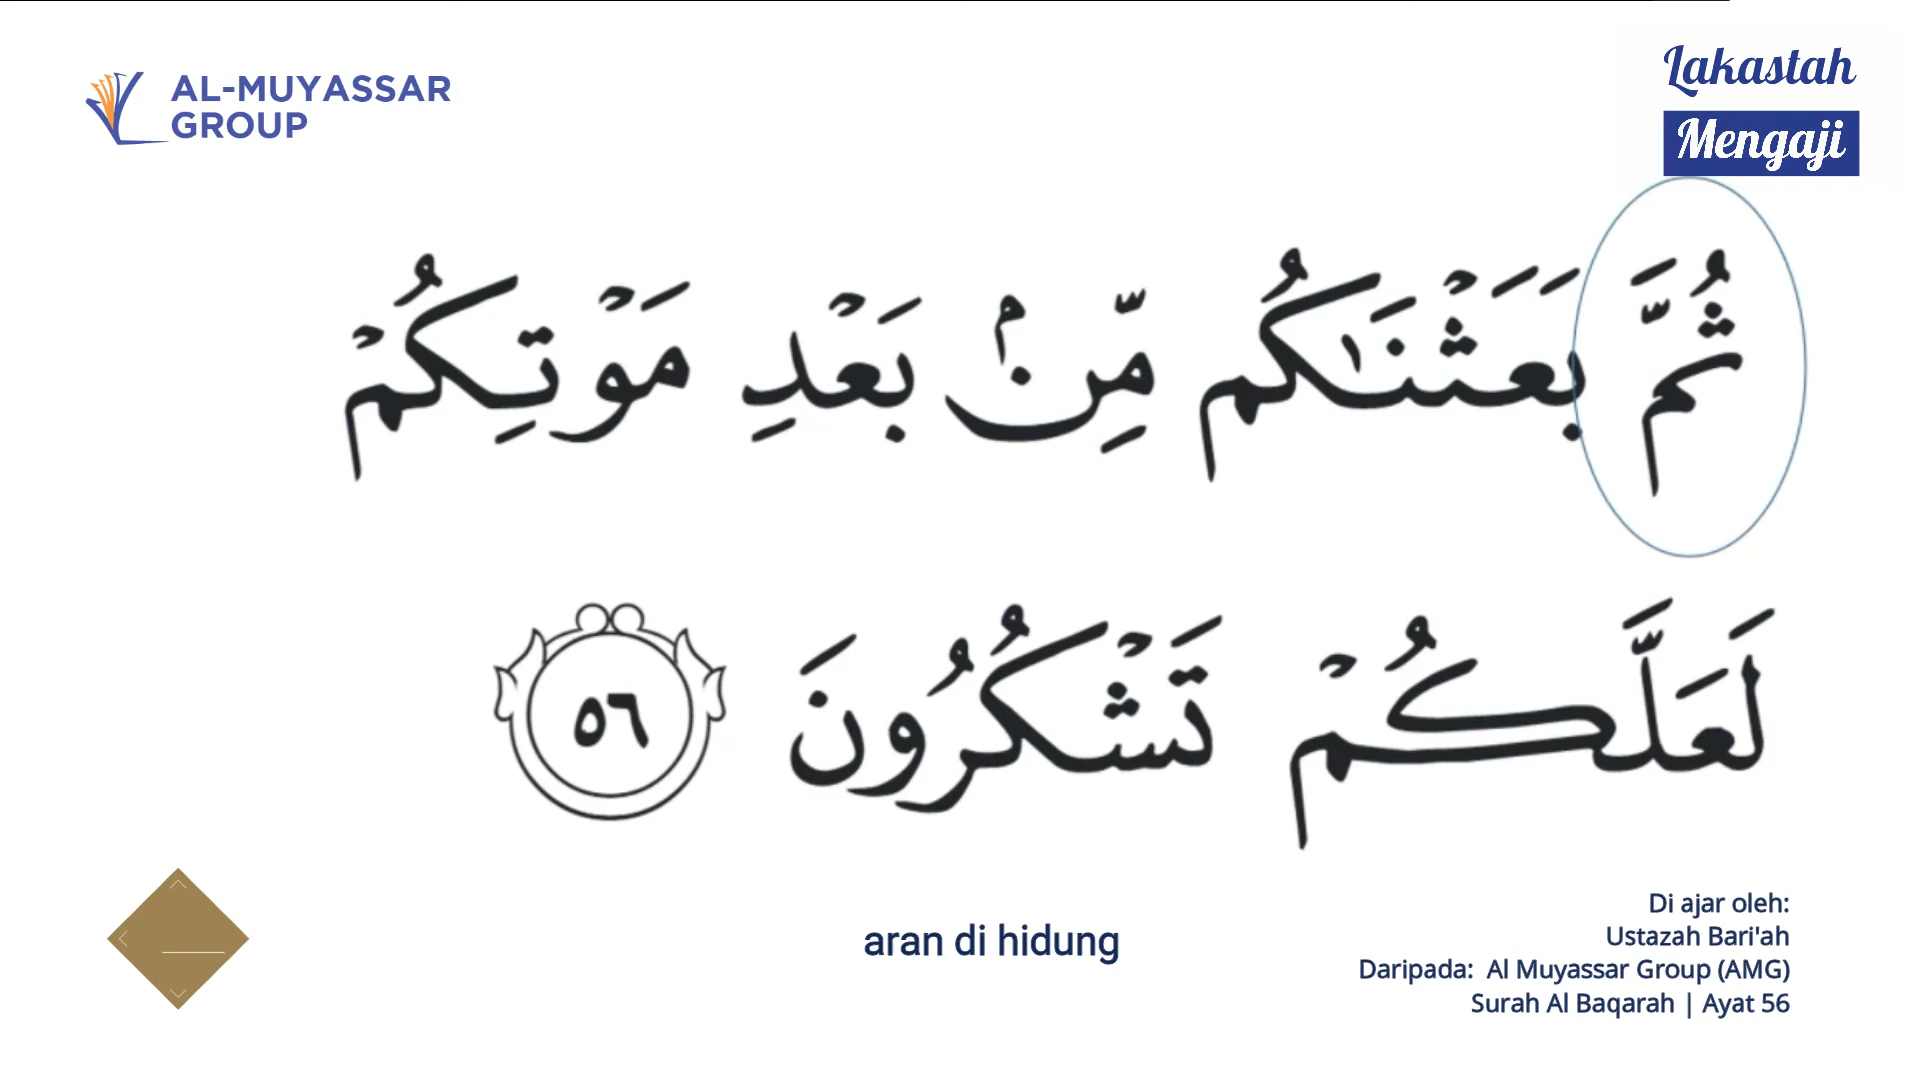 AL-MUYASSAR
GROUP
Lakastah
Mengaji
ثُمَّ بَعَثْنَـٰكُم مِّنۢ بَعْدِ مَوْتِكُمْ
لَعَلَّكُمْ تَشْكُرُونَ ٥٦
aran di hidung
Di ajar oleh:
Ustazah Bari'ah
Daripada: Al Muyassar Group (AMG)
Surah Al Baqarah | Ayat 56